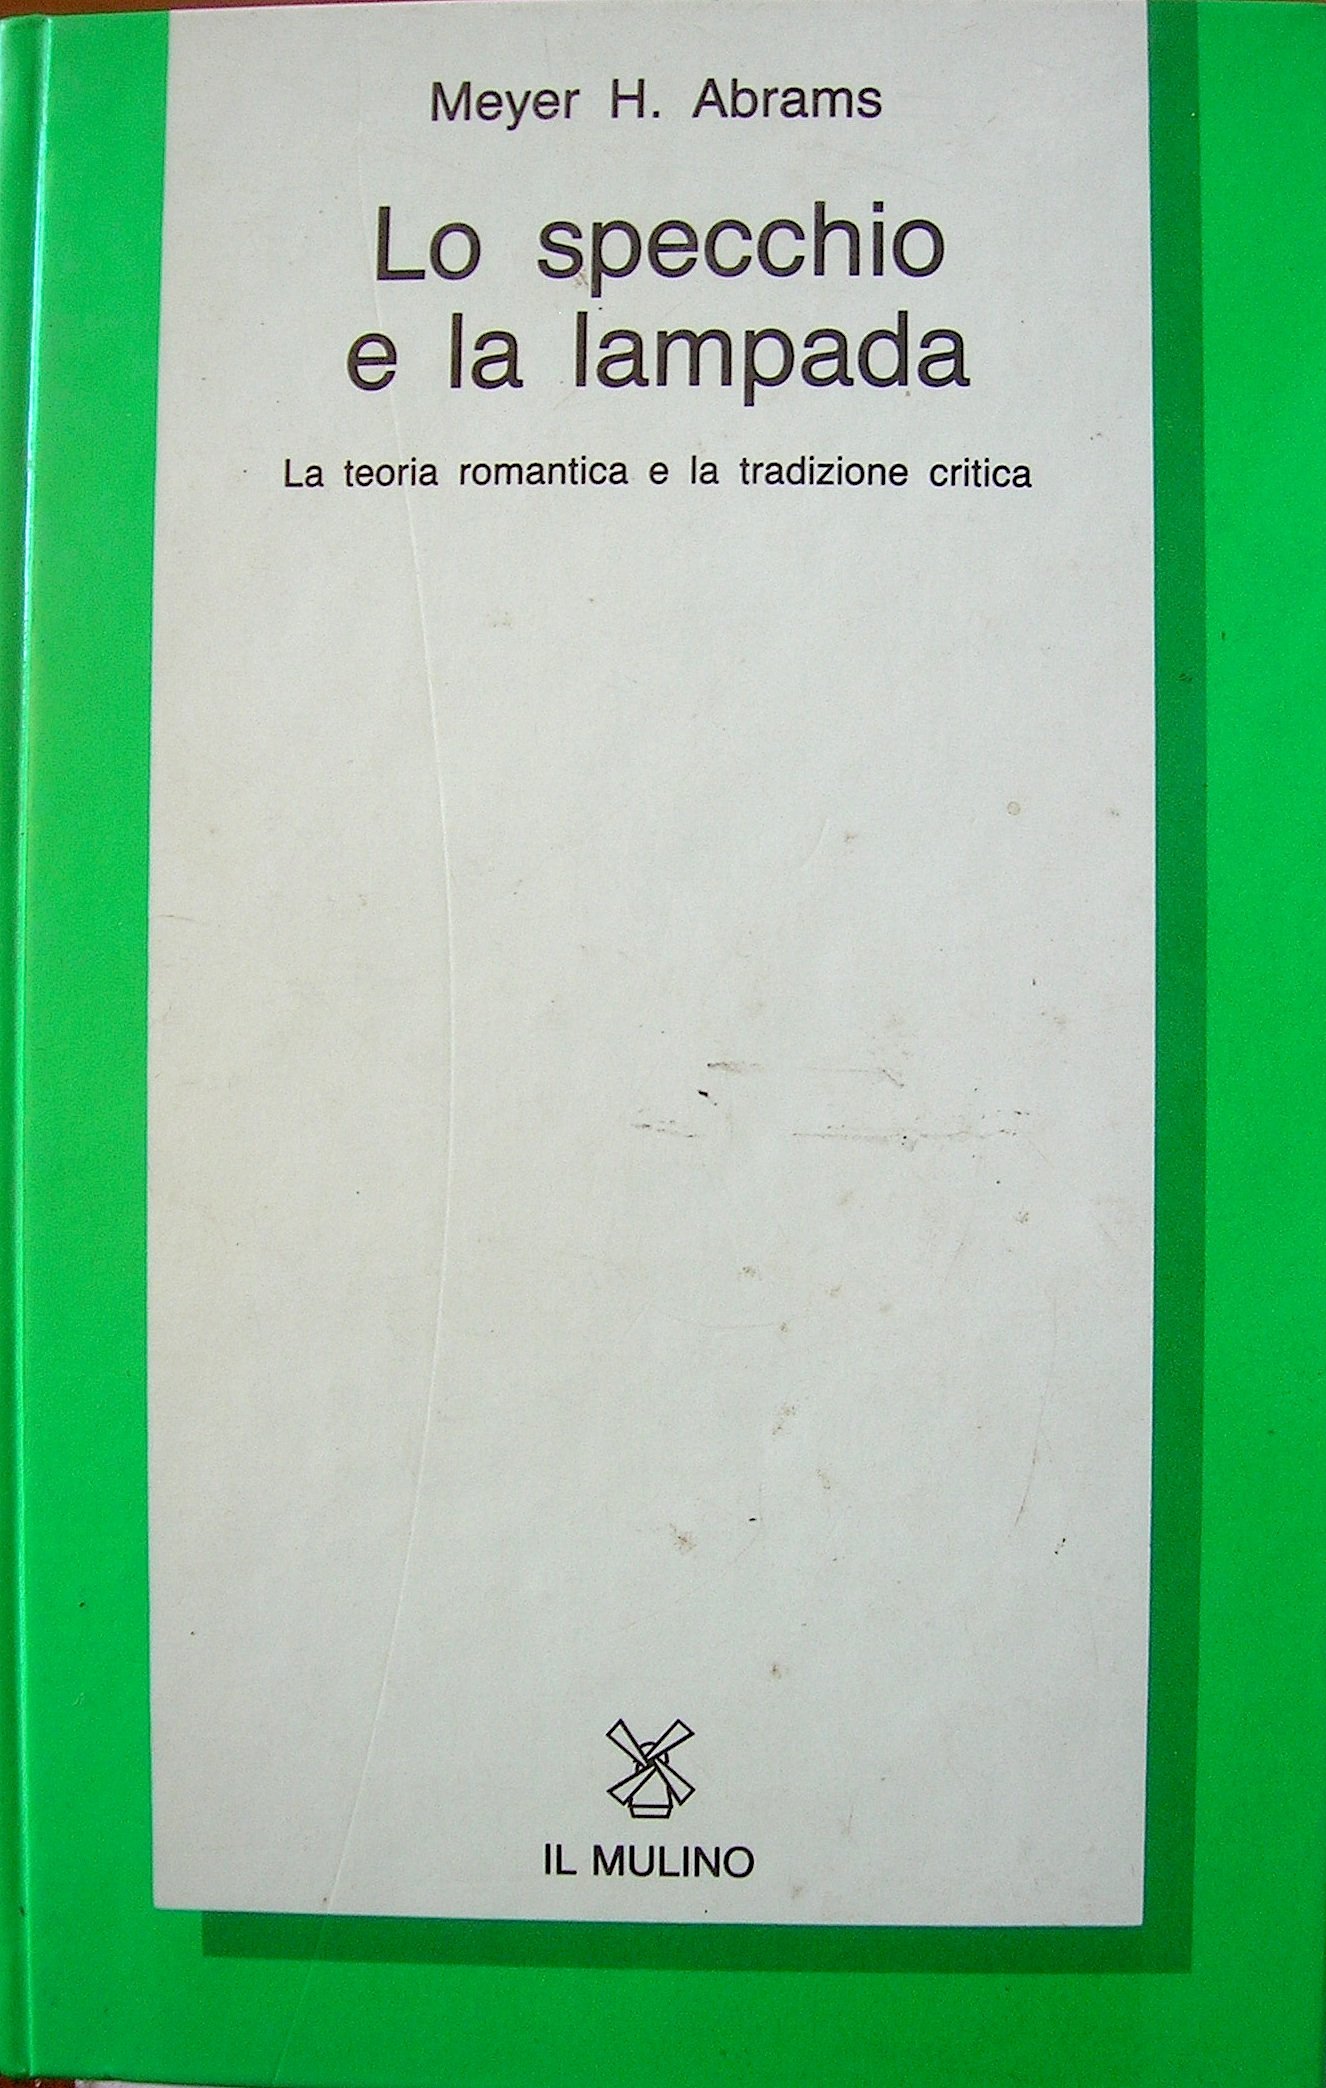 Meyer H. Abrams
Lo specchio
e la lampada
La teoria romantica e la tradizione critica
IL MULINO